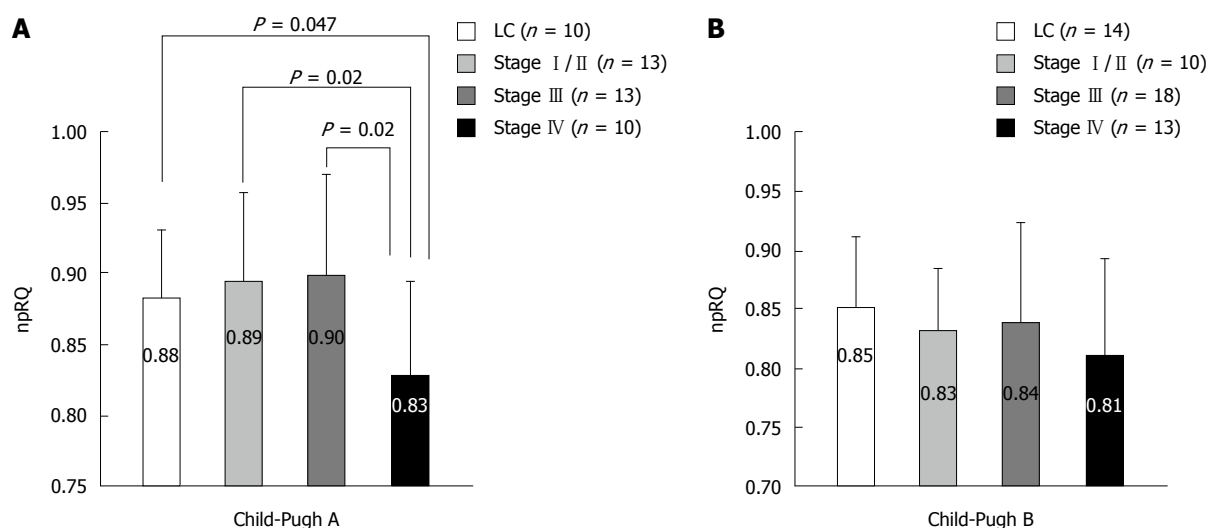 A
P = 0.047
P = 0.02
P = 0.02
LC (n = 10)
Stage Ⅰ/Ⅱ (n = 13)
Stage Ⅲ (n = 13)
Stage Ⅳ (n = 10)
1.00
0.95
0.90
0.85
0.80
0.75
npRQ
0.88
0.89
0.90
0.83
Child-Pugh A
B
LC (n = 14)
Stage Ⅰ/Ⅱ (n = 10)
Stage Ⅲ (n = 18)
Stage Ⅳ (n = 13)
1.00
0.95
0.90
0.85
0.80
0.75
0.70
npRQ
0.85
0.83
0.84
0.81
Child-Pugh B